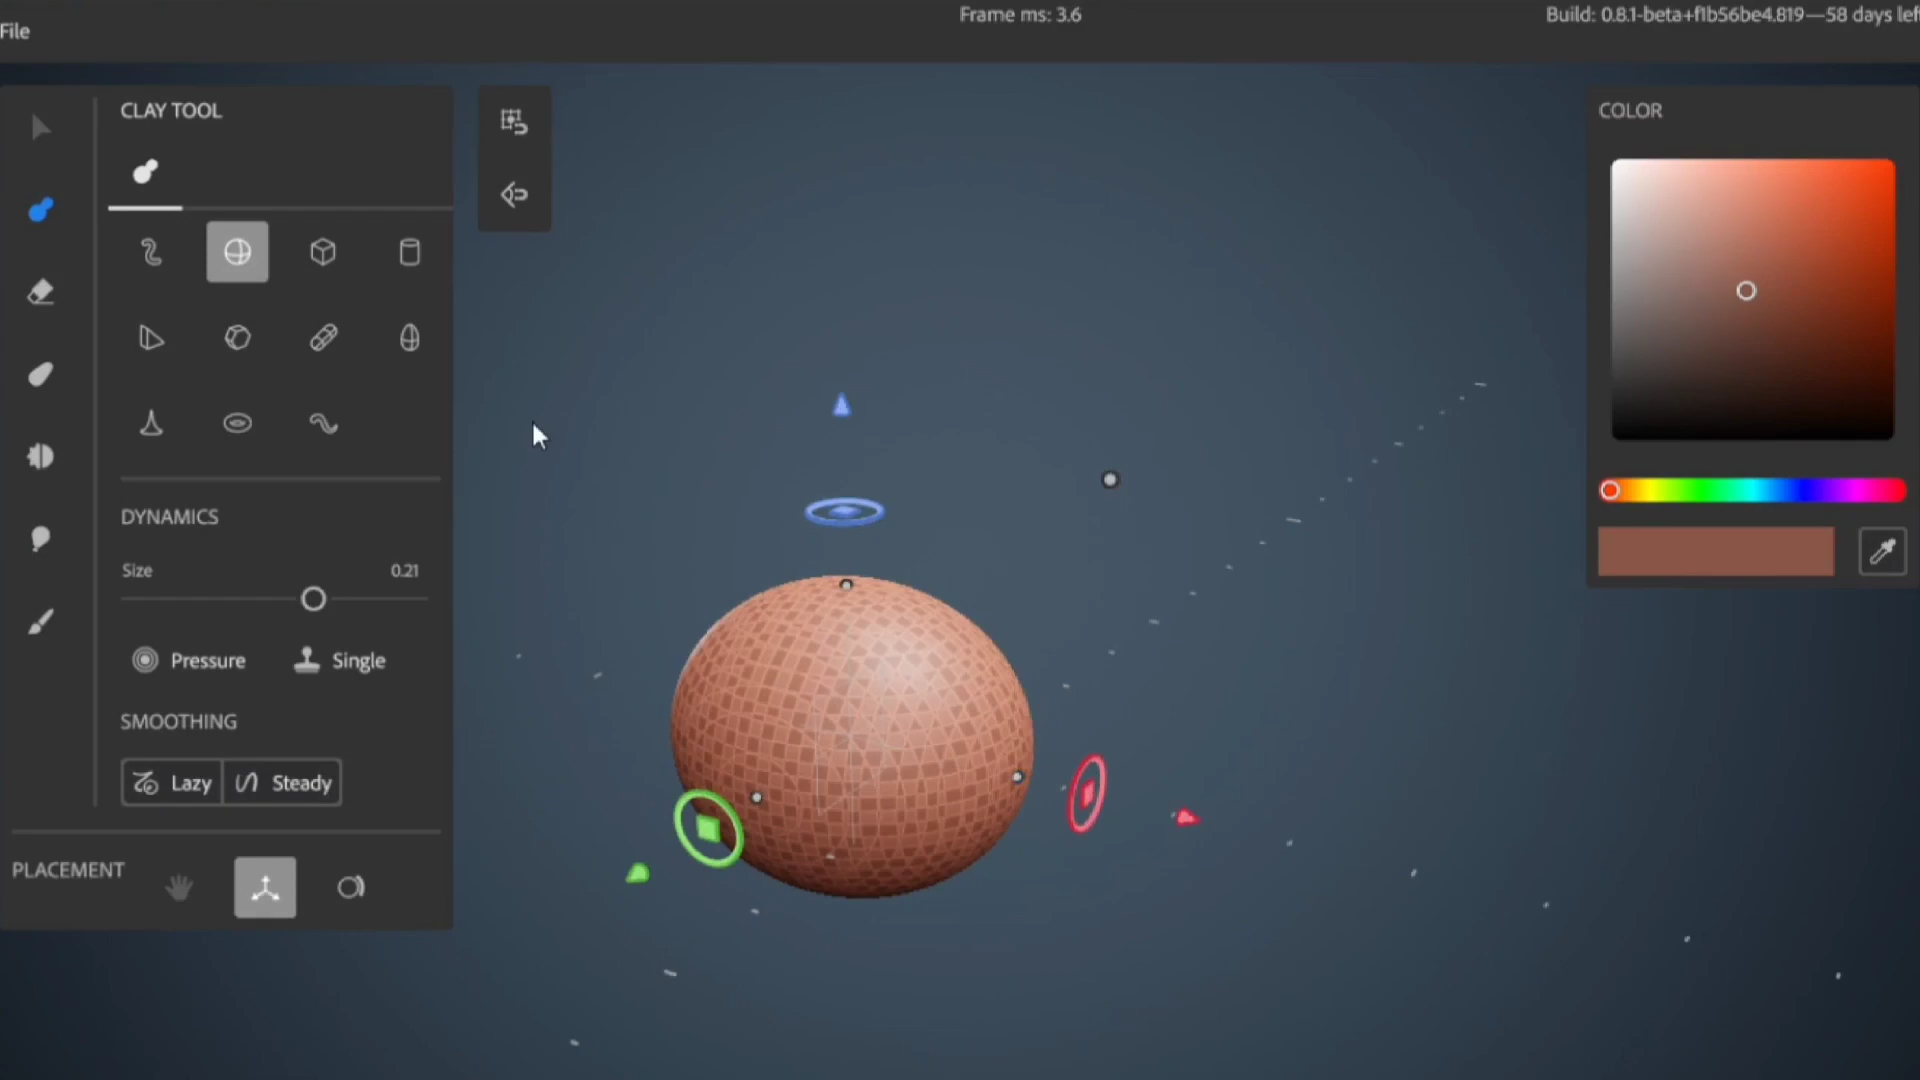 File
Frame ms: 3.6
Build: 0.8.1-beta+f1b56be4.819—58 days left
CLAY TOOL
COLOR
DYNAMICS
Size 0.21
Pressure Single
SMOOTHING
Lazy Steady
PLACEMENT